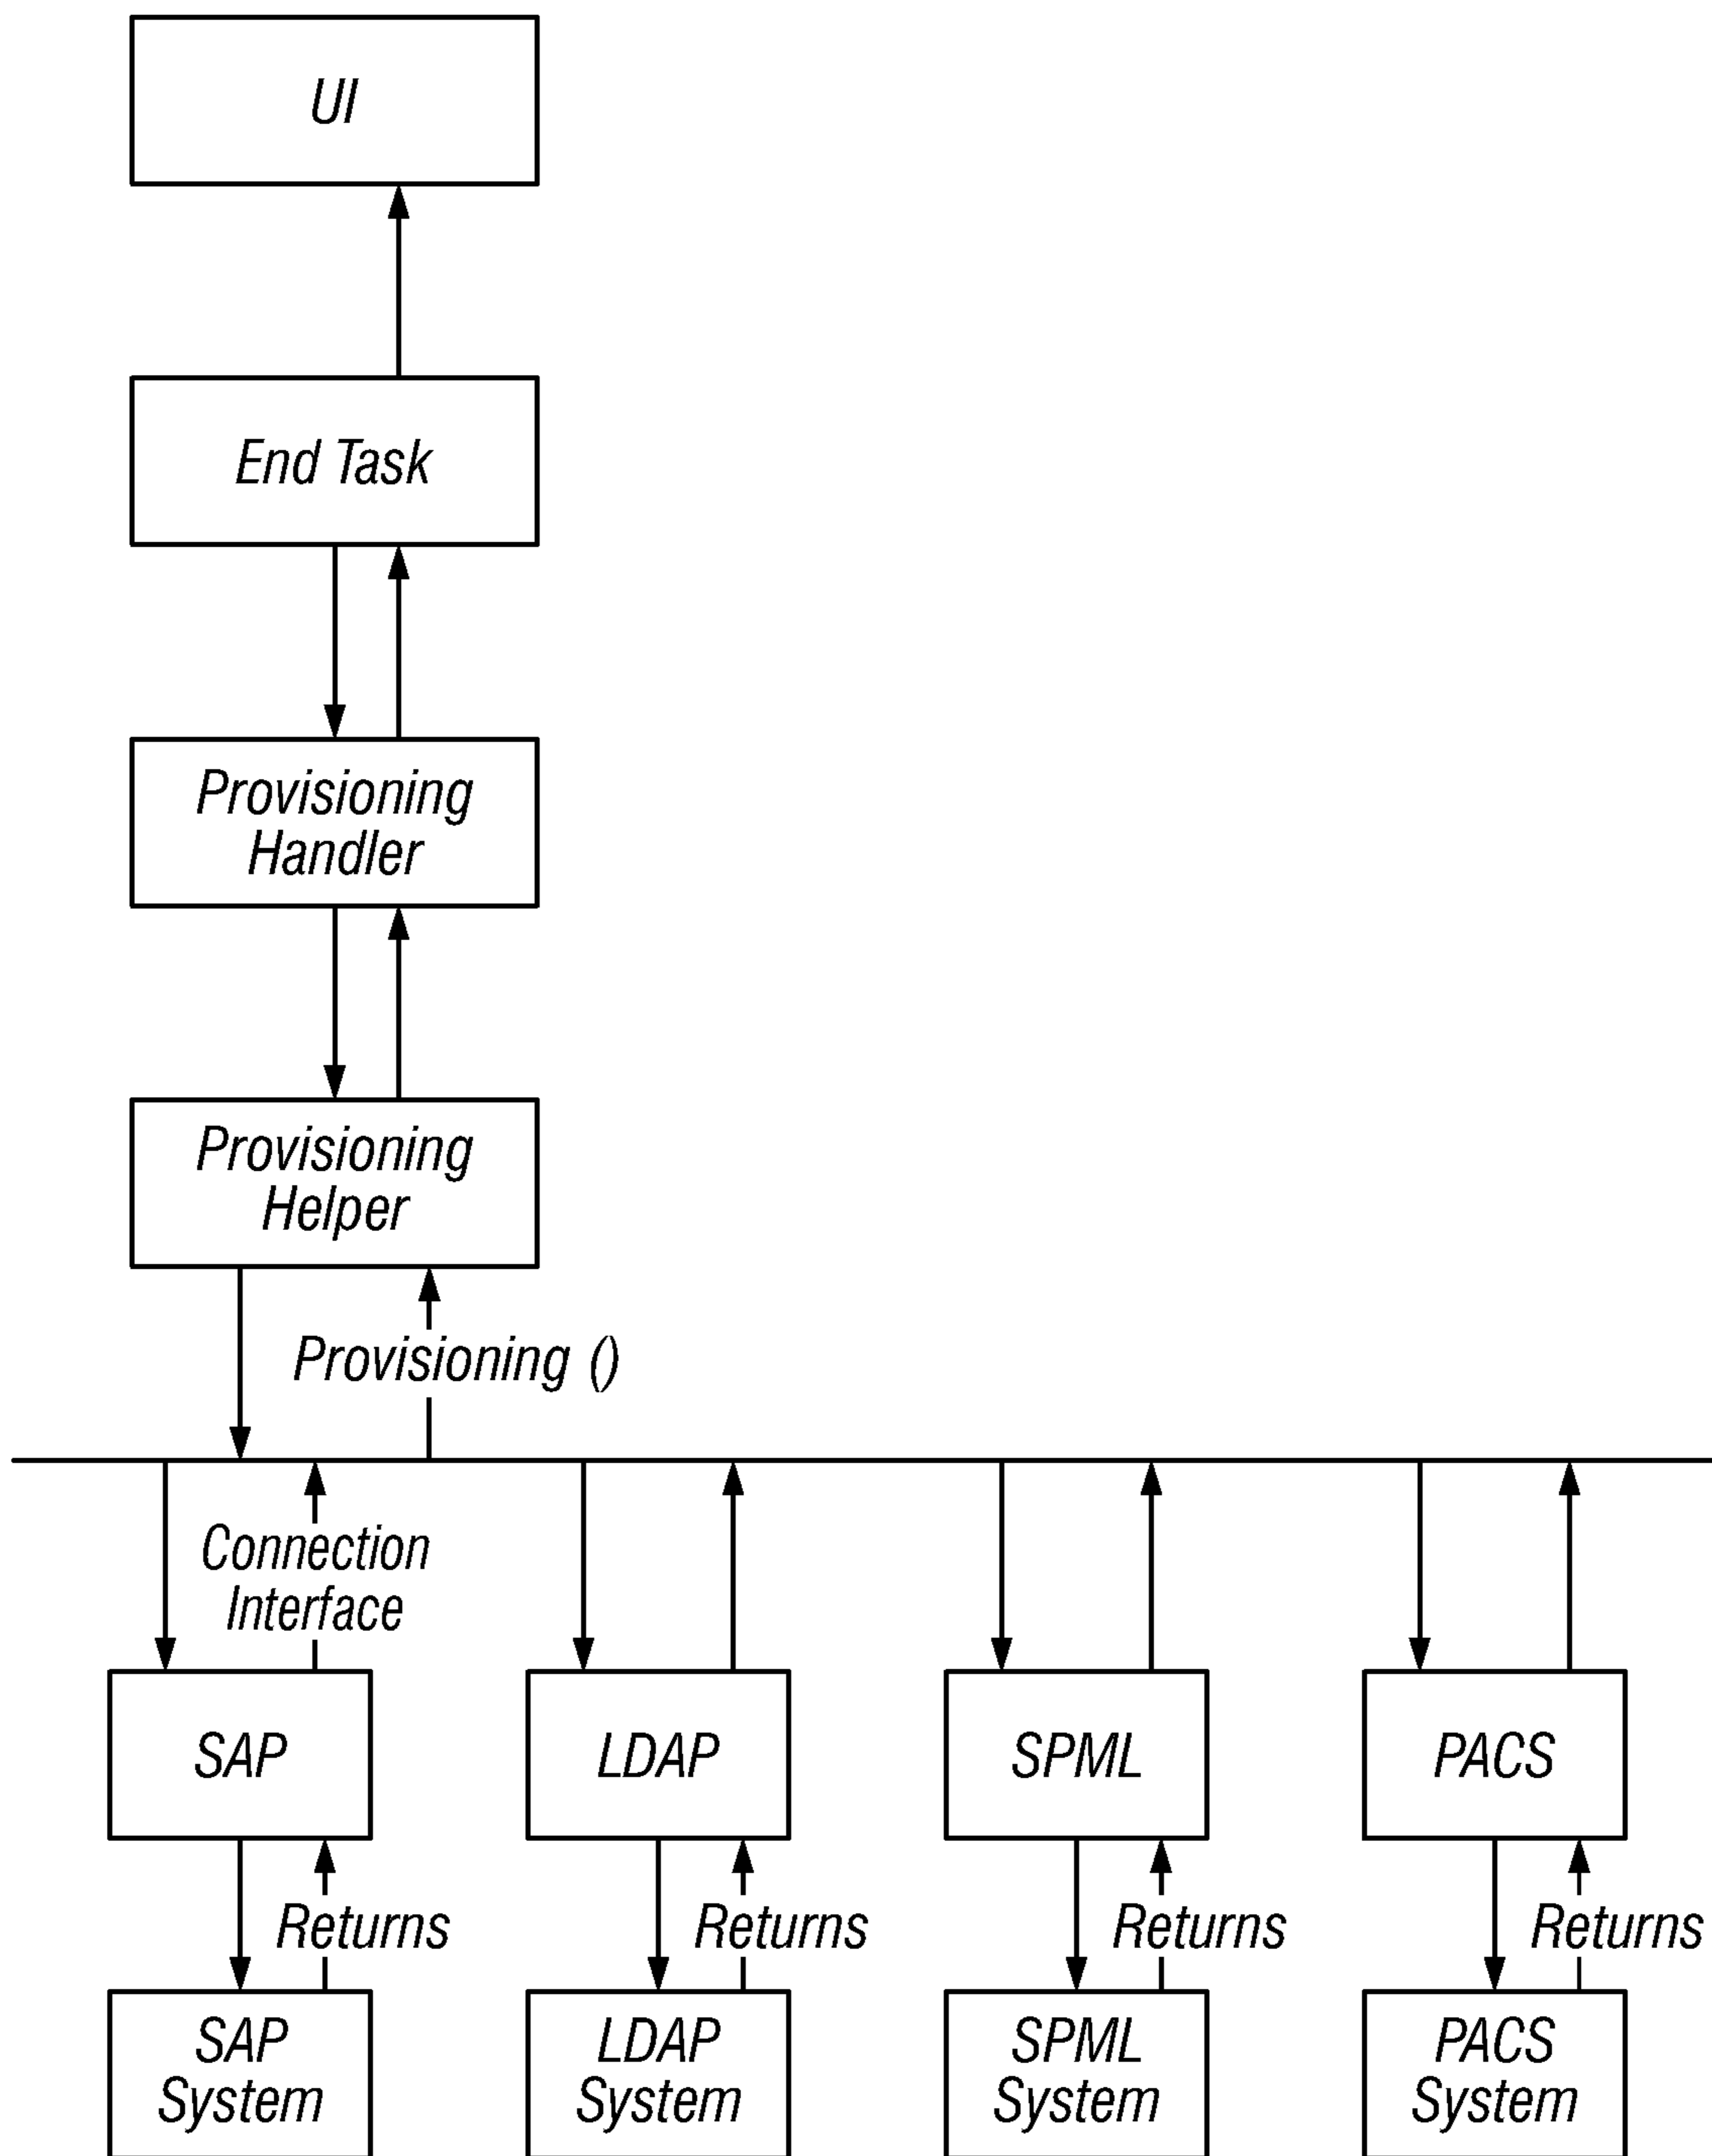 UI
End Task
Provisioning
Handler
Provisioning
Helper
Provisioning ()
Connection
Interface
SAP
LDAP
SPML
PACS
Returns
Returns
Returns
Returns
SAP
System
LDAP
System
SPML
System
PACS
System